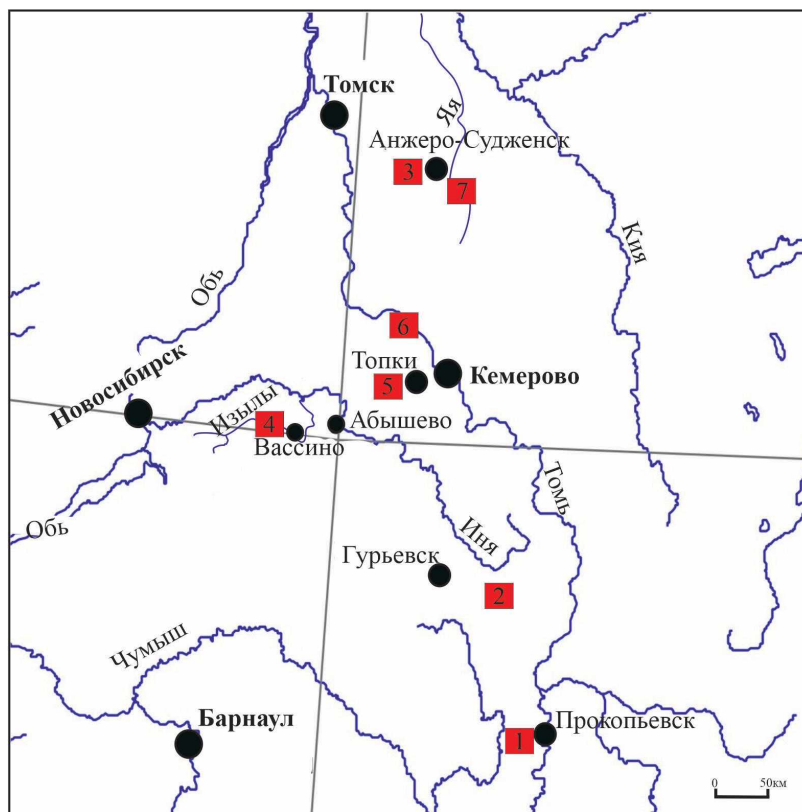 Томск
Яя
Анжеро-Судженск
3
7
Кия
Обь
6
Топки
5
Кемерово
Новосибирск
Изылы
4
Абышево
Вассино
Томь
Обь
Иня
Гурьевск
2
Чумыш
Барнаул
Прокопьевск
1
0 50км